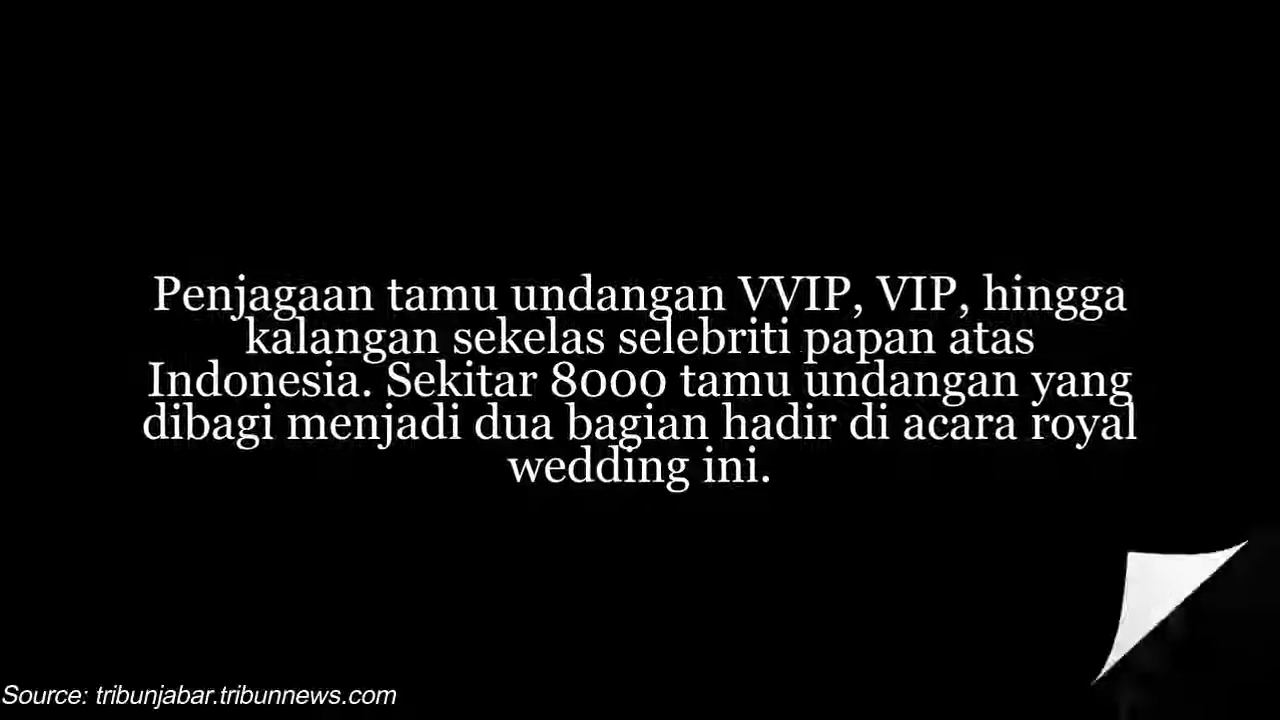 Penjagaan tamu undangan VVIP, VIP, hingga
kalangan sekelas selebriti papan atas
Indonesia. Sekitar 8000 tamu undangan yang
dibagi menjadi dua bagian hadir di acara royal
wedding ini.
Source: tribunjabar.tribunnews.com